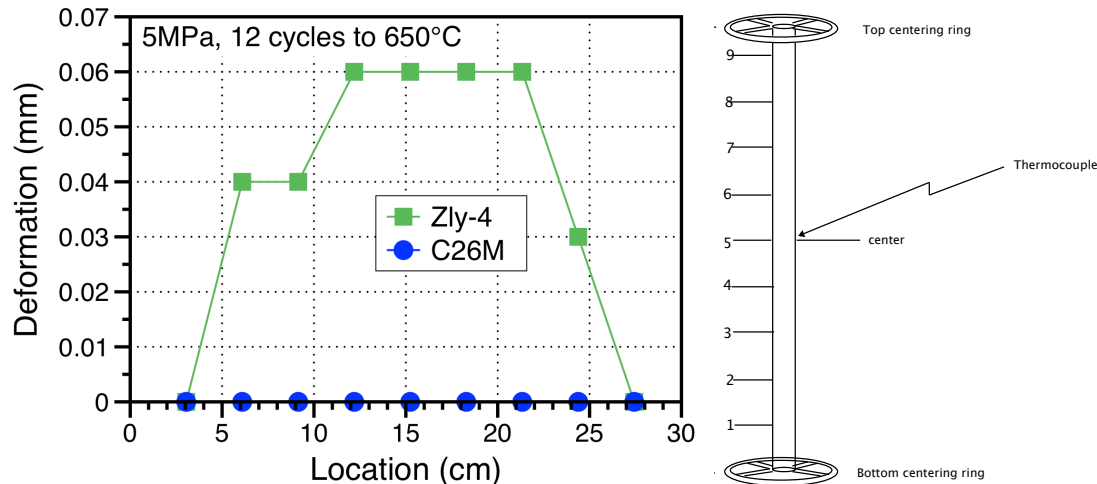 5MPa, 12 cycles to 650°C
0.07
0.06
0.05
0.04
0.03
0.02
0.01
0
Deformation (mm)
Zly-4
C26M
0 5 10 15 20 25 30
Location (cm)
Top centering ring
9
8
7
6
5
4
3
2
1
Thermocouple
center
Bottom centering ring